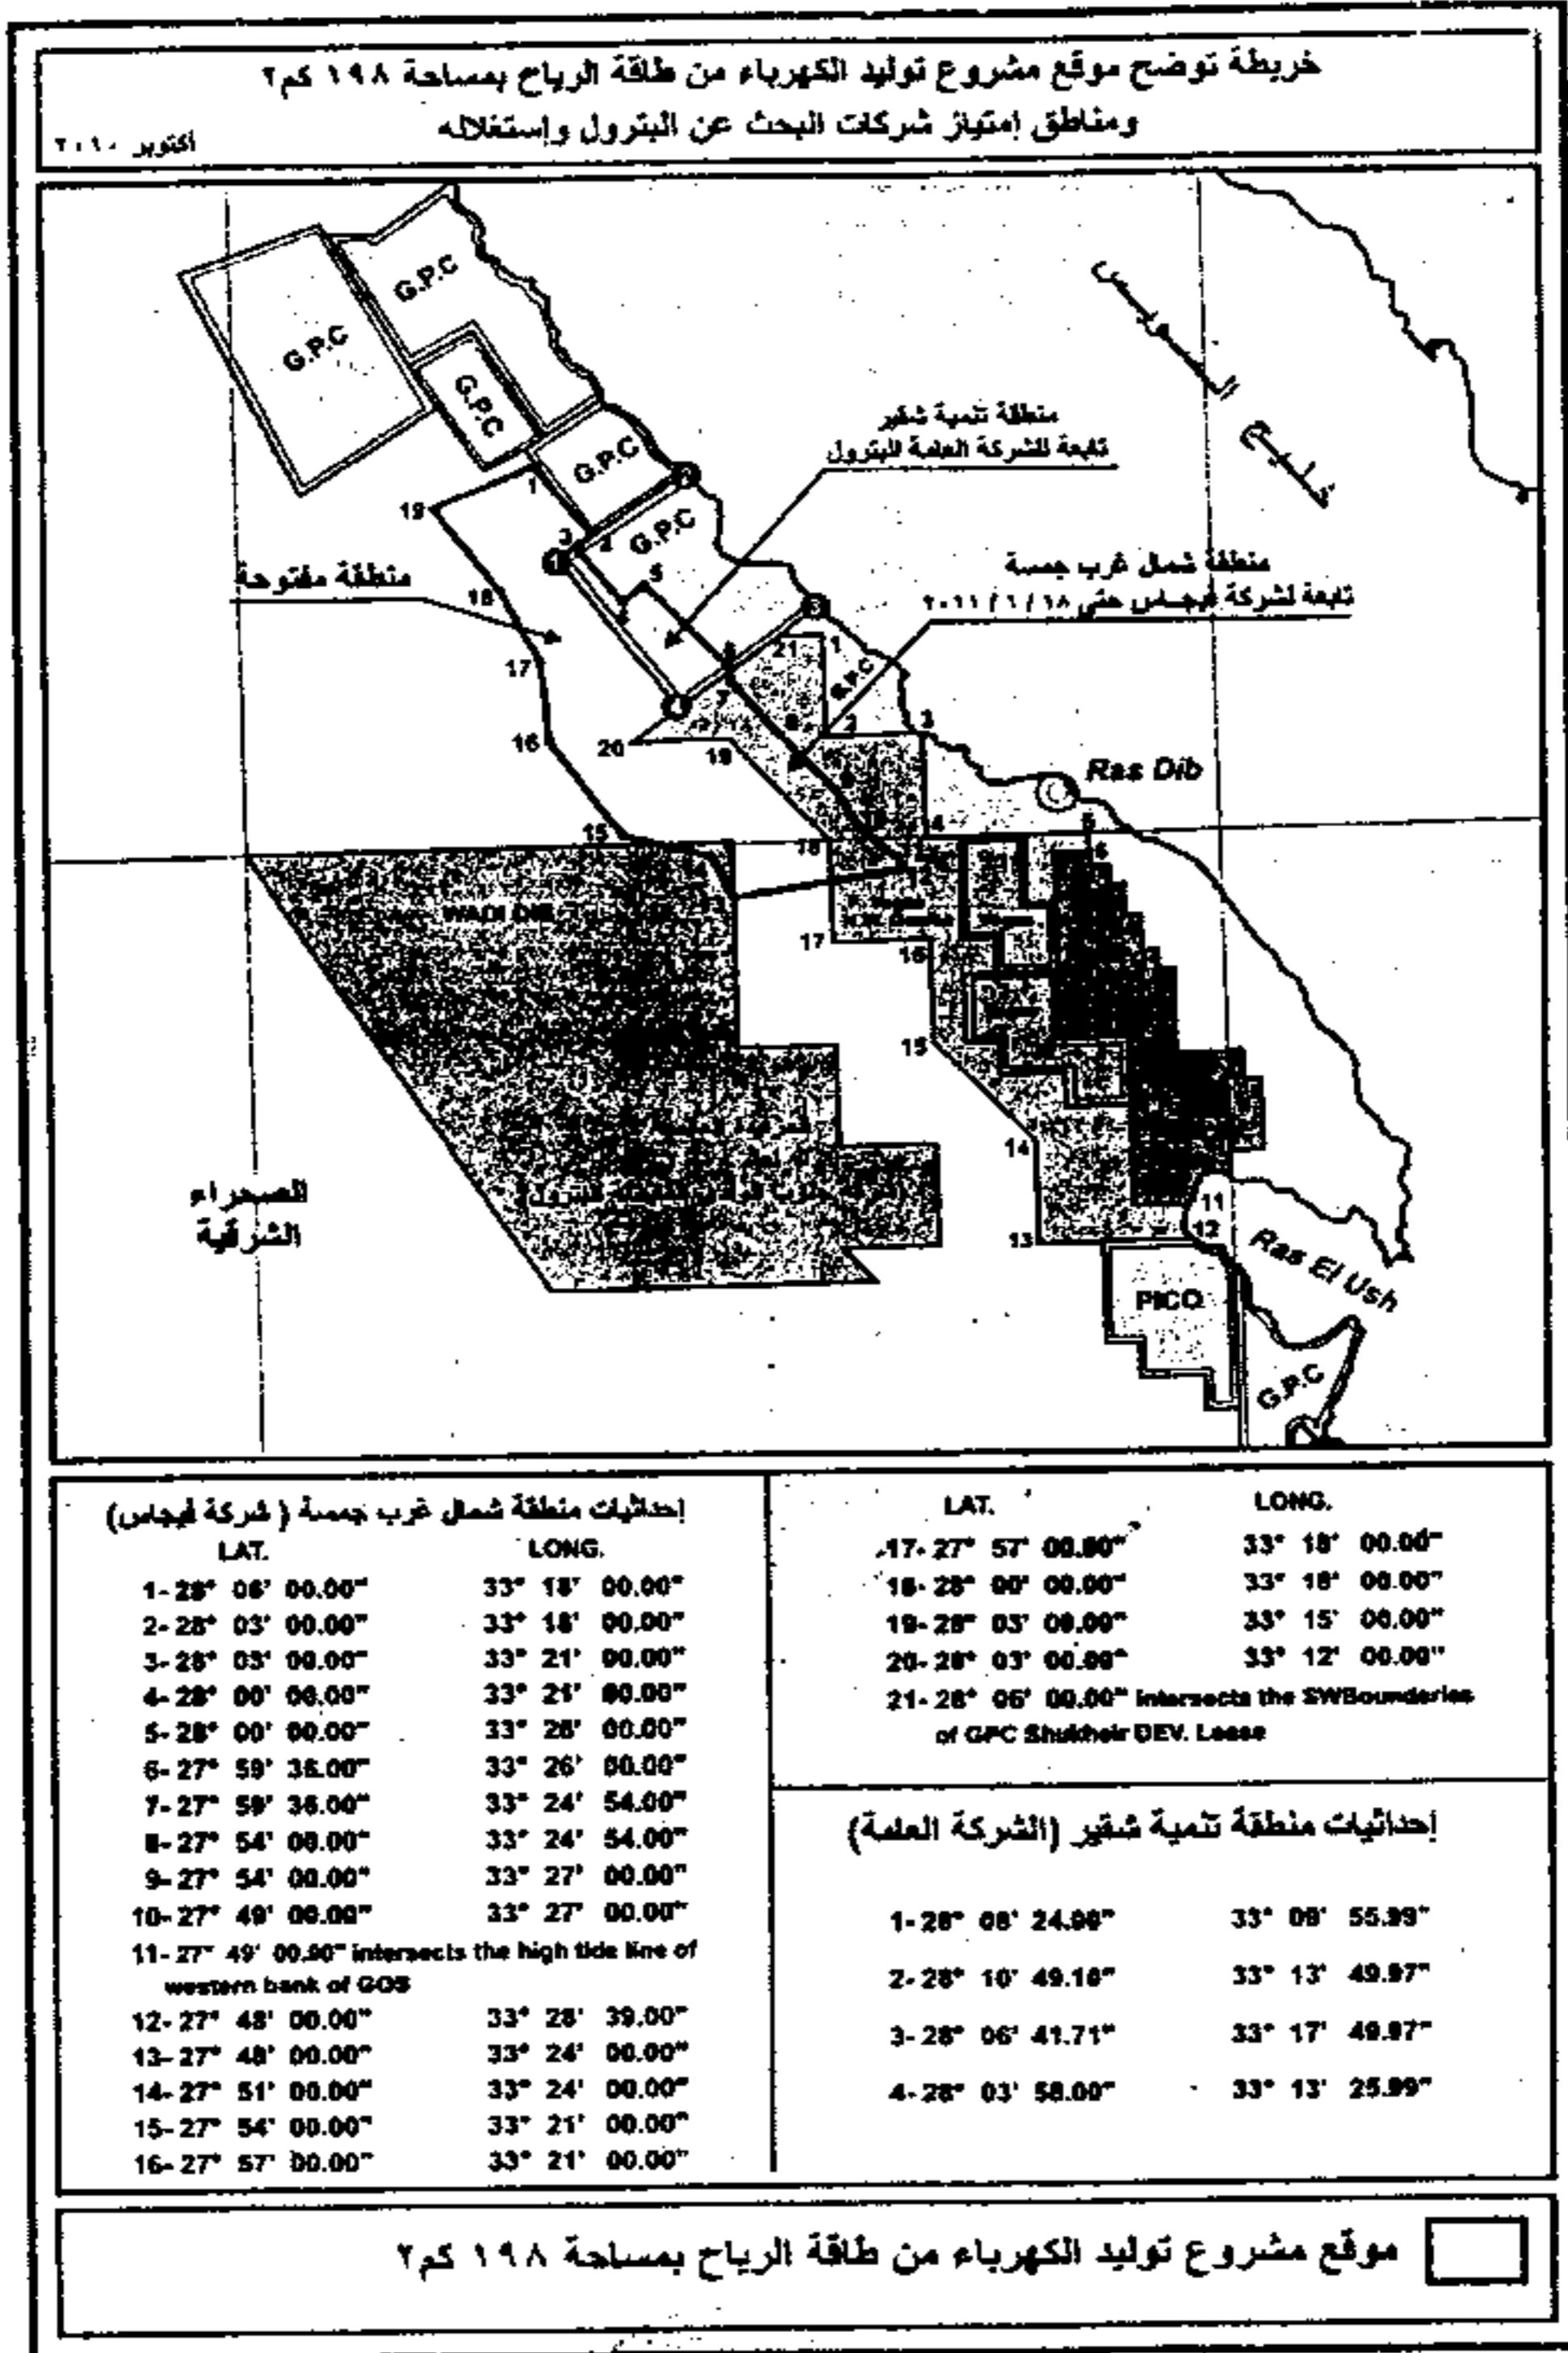 خريطة توضح موقع مشروع توليد الكهرباء من طاقة الرياح بمساحة ١٩٨ كم٢
ومناطق إمتياز شركات البحث عن البترول وإستغلاله
أكتوبر ٢٠١٠
G.P.C
G.P.C
G.P.C
G.P.C
G.P.C
G.P.C
خليج السويس
منطقة تنمية شقير
تابعة للشركة العامة للبترول
منطقة شمال غرب جمسة
تابعة لشركة فيجاس حتى ١٨ / ٦ / ٢٠١١
منطقة مفتوحة
Ras Dib
WADI DIB
الصحراء
الشرقية
Ras El Ush
PICO
G.P.C
إحداثيات منطقة شمال غرب جمسة ( شركة فيجاس)
LAT. LONG.
1- 28° 06' 00.00" 33° 18' 00.00"
2- 28° 03' 00.00" 33° 18' 00.00"
3- 28° 03' 00.00" 33° 21' 00.00"
4- 28° 00' 00.00" 33° 21' 00.00"
5- 28° 00' 00.00" 33° 26' 00.00"
6- 27° 59' 36.00" 33° 26' 00.00"
7- 27° 59' 36.00" 33° 24' 54.00"
8- 27° 54' 00.00" 33° 24' 54.00"
9- 27° 54' 00.00" 33° 27' 00.00"
10- 27° 49' 00.00" 33° 27' 00.00"
11- 27° 49' 00.00" intersects the high tide line of
western bank of GOS
12- 27° 48' 00.00" 33° 28' 39.00"
13- 27° 48' 00.00" 33° 24' 00.00"
14- 27° 51' 00.00" 33° 24' 00.00"
15- 27° 54' 00.00" 33° 21' 00.00"
16- 27° 57' 00.00" 33° 21' 00.00"
LAT. LONG.
17- 27° 57' 00.00" 33° 18' 00.00"
18- 28° 00' 00.00" 33° 18' 00.00"
19- 28° 03' 00.00" 33° 15' 00.00"
20- 28° 03' 00.00" 33° 12' 00.00"
21- 28° 06' 00.00" intersects the SWBounderies
of GPC Shukheir DEV. Lease
إحداثيات منطقة تنمية شقير (الشركة العامة)
1- 28° 08' 24.00" 33° 09' 55.99"
2- 28° 10' 49.10" 33° 13' 49.97"
3- 28° 06' 41.71" 33° 17' 49.97"
4- 28° 03' 58.00" 33° 13' 25.99"
موقع مشروع توليد الكهرباء من طاقة الرياح بمساحة ١٩٨ كم٢